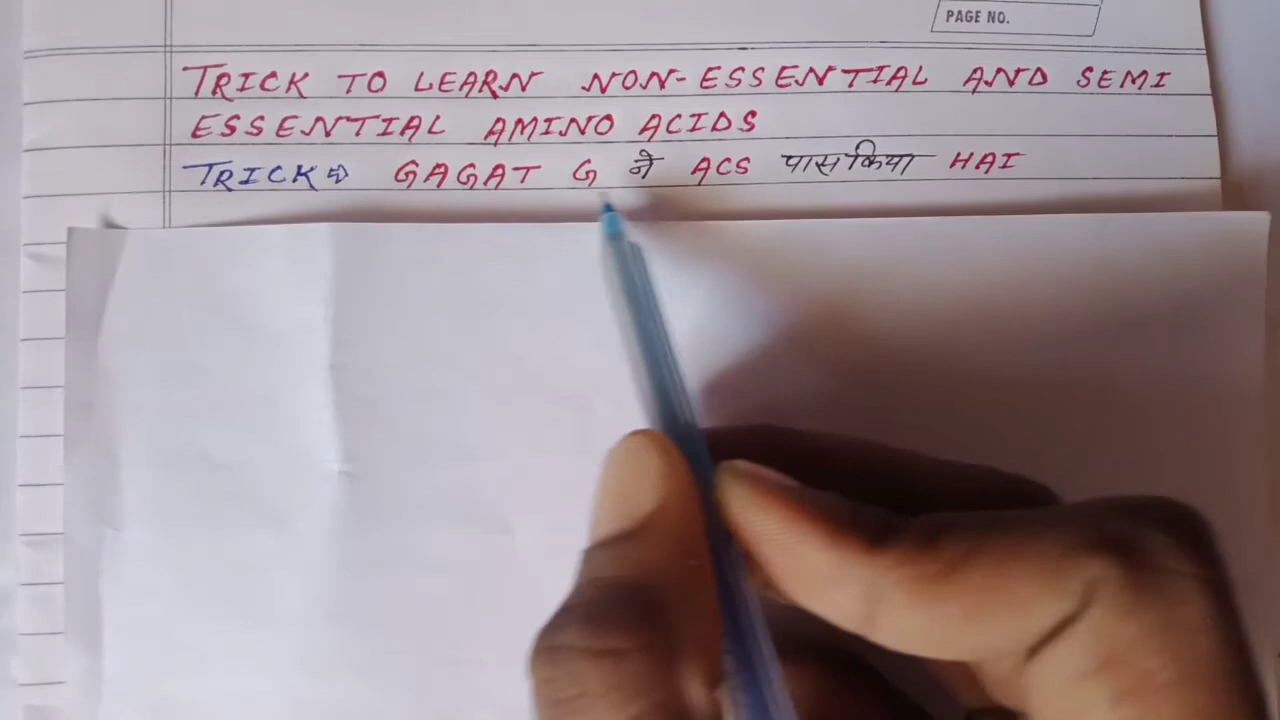 PAGE NO.
TRICK TO LEARN NON-ESSENTIAL AND SEMI
ESSENTIAL AMINO ACIDS
TRICK ⇨ GAGAT G ने ACS पास किया HAI